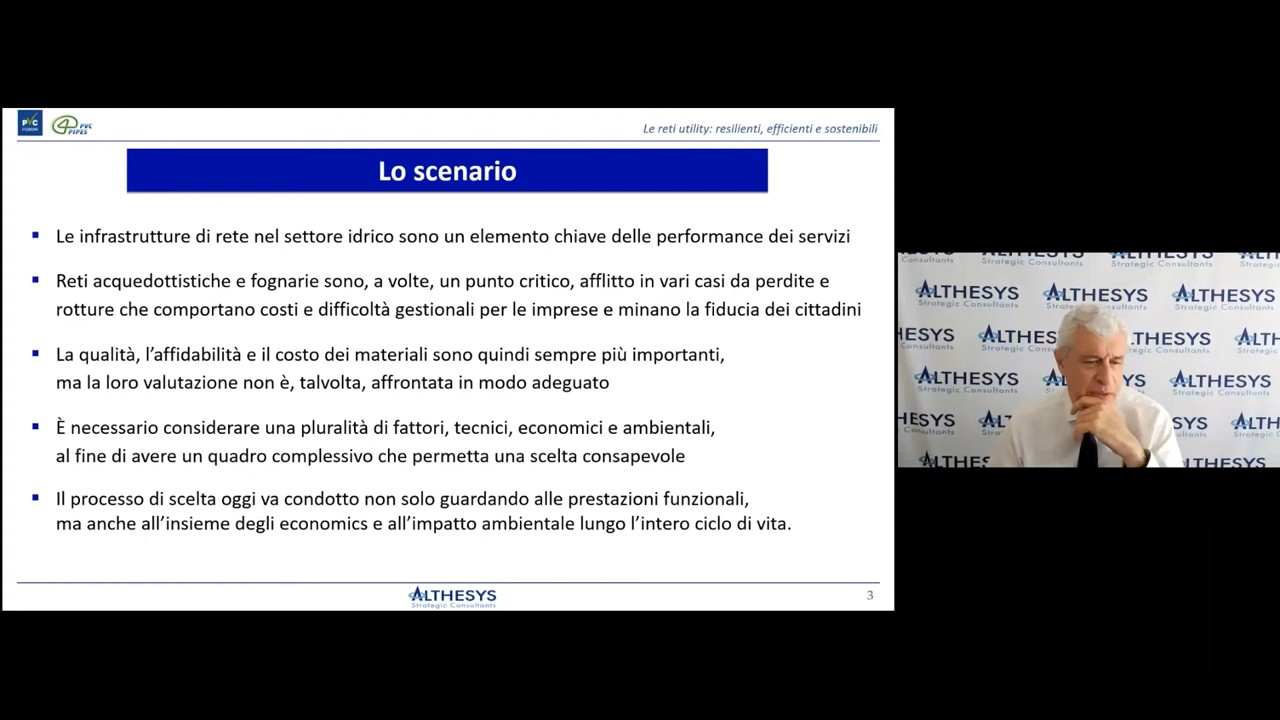 PVC
FORUM
PVC
PIPES
Le reti utility: resilienti, efficienti e sostenibili
Lo scenario
Le infrastrutture di rete nel settore idrico sono un elemento chiave delle performance dei servizi
Reti acquedottistiche e fognarie sono, a volte, un punto critico, afflitto in vari casi da perdite e
rotture che comportano costi e difficoltà gestionali per le imprese e minano la fiducia dei cittadini
La qualità, l’affidabilità e il costo dei materiali sono quindi sempre più importanti,
ma la loro valutazione non è, talvolta, affrontata in modo adeguato
È necessario considerare una pluralità di fattori, tecnici, economici e ambientali,
al fine di avere un quadro complessivo che permetta una scelta consapevole
Il processo di scelta oggi va condotto non solo guardando alle prestazioni funzionali,
ma anche all’insieme degli economics e all’impatto ambientale lungo l’intero ciclo di vita.
ALTHESYS
Strategic Consultants
3
Strategic Consultants
ALTHESYS
Strategic Consultants
ALTHESYS
Strategic Consultants
ALTHESYS
Strategic Consultants
ALTHESYS
Strategic Consultants